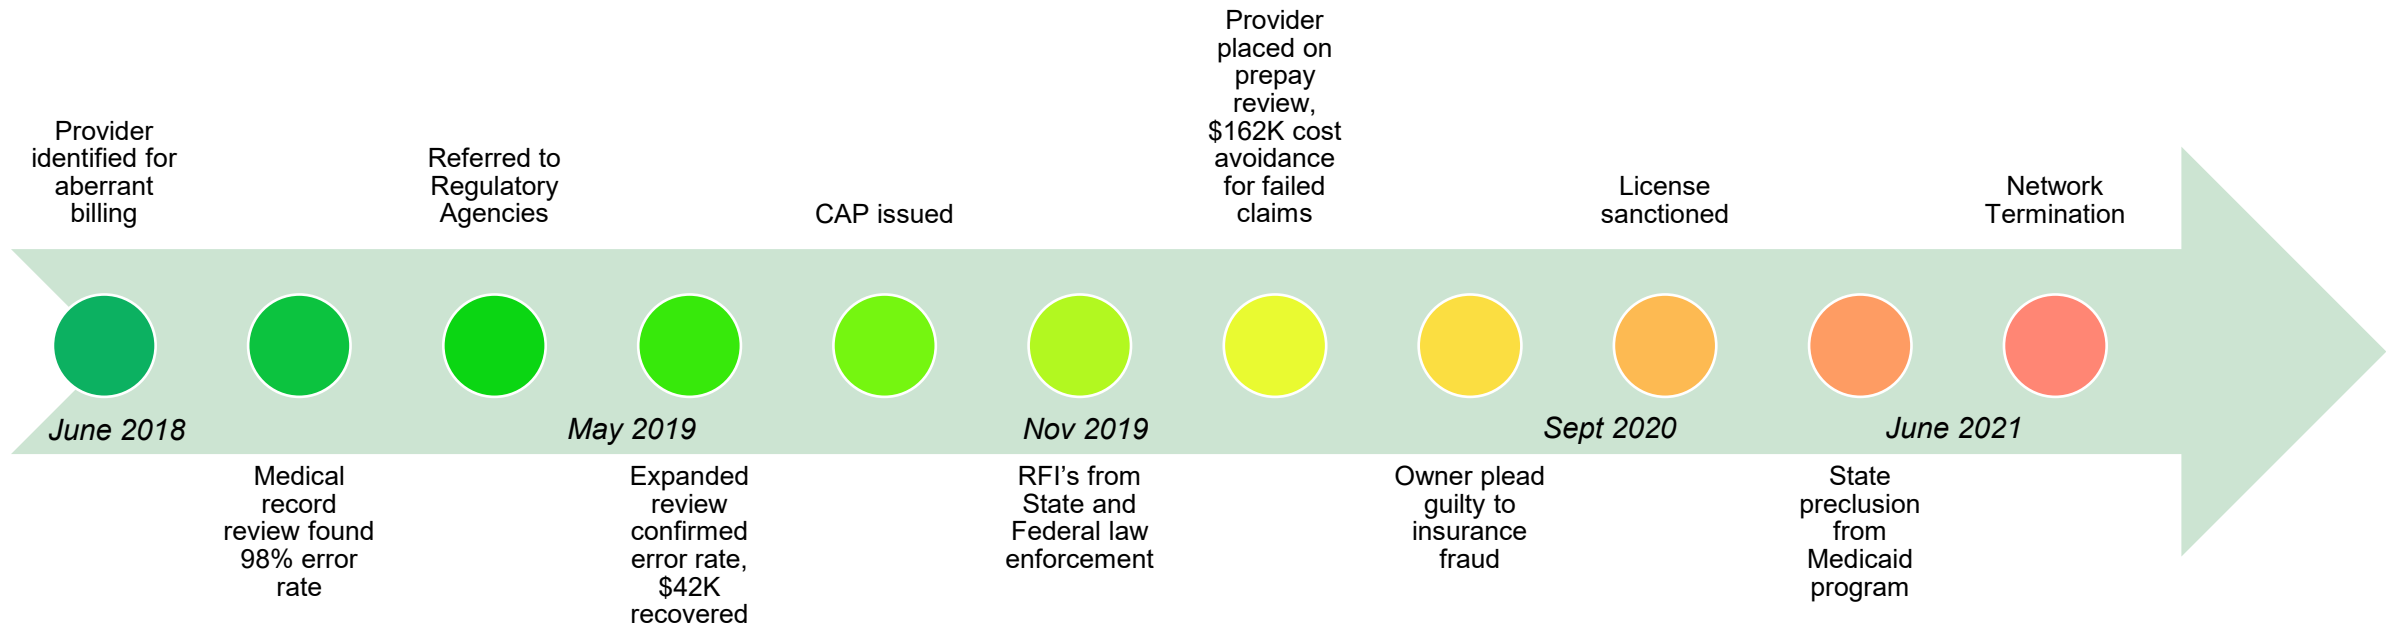 Provider
identified for
aberrant
billing
Medical
record
review found
98% error
rate
Referred to
Regulatory
Agencies
Expanded
review
confirmed
error rate,
$42K
recovered
CAP issued
RFI’s from
State and
Federal law
enforcement
Provider
placed on
prepay
review,
$162K cost
avoidance
for failed
claims
Owner plead
guilty to
insurance
fraud
License
sanctioned
State
preclusion
from
Medicaid
program
Network
Termination
June 2018
May 2019
Nov 2019
Sept 2020
June 2021